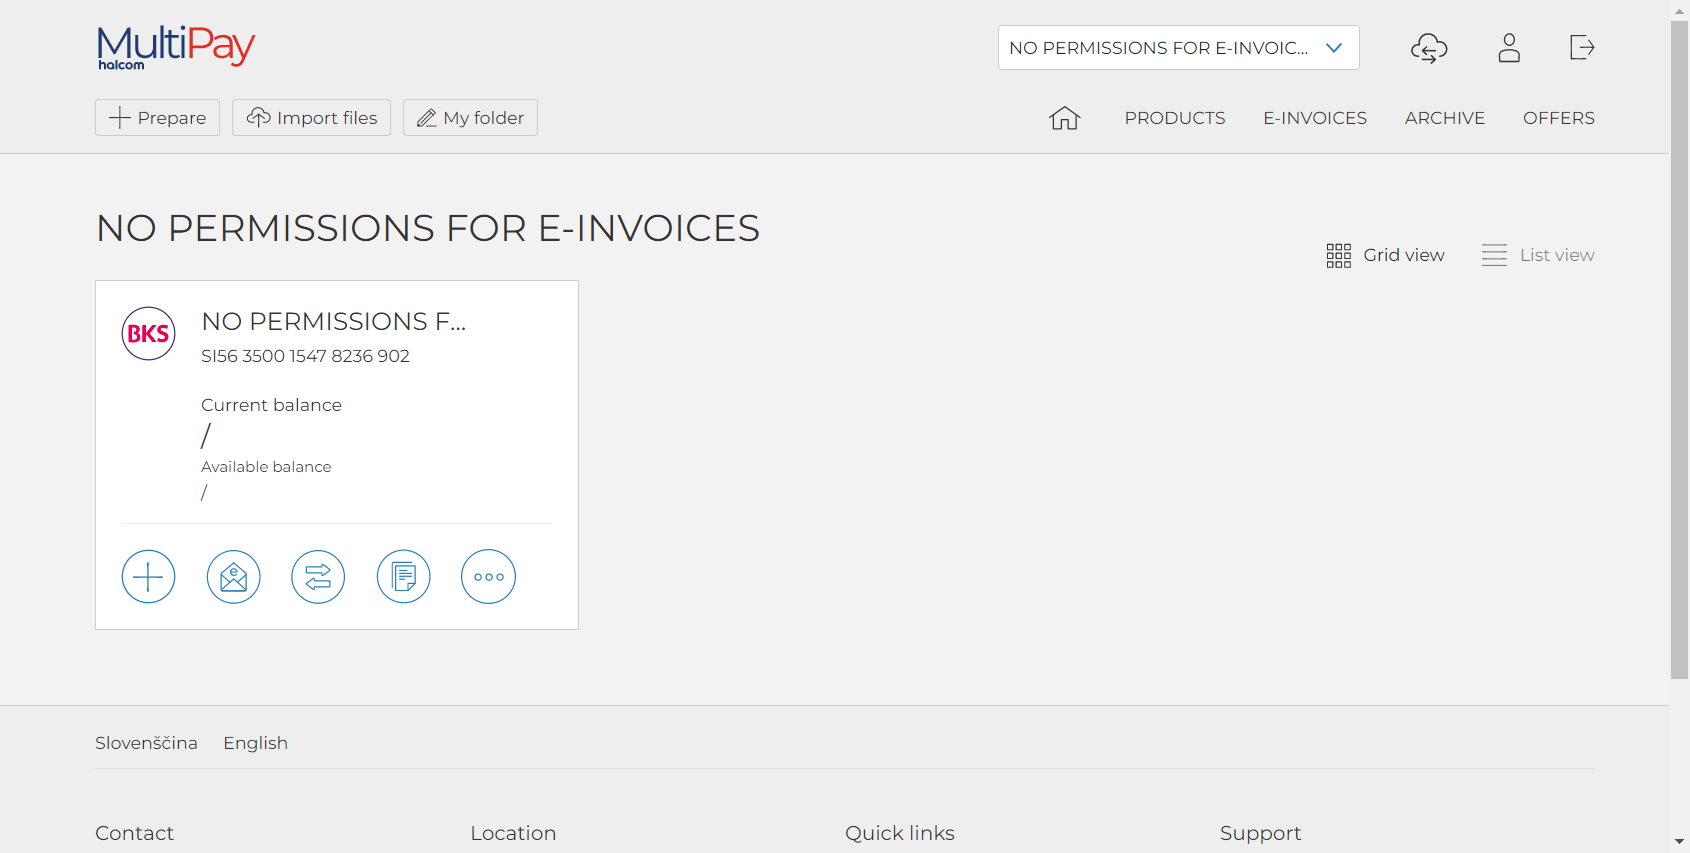 MultiPay
halcom
NO PERMISSIONS FOR E-INVOIC...
Prepare
Import files
My folder
PRODUCTS
E-INVOICES
ARCHIVE
OFFERS
NO PERMISSIONS FOR E-INVOICES
Grid view
List view
BKS
NO PERMISSIONS F...
SI56 3500 1547 8236 902
Current balance
/
Available balance
/
e
Slovenščina
English
Contact
Location
Quick links
Support